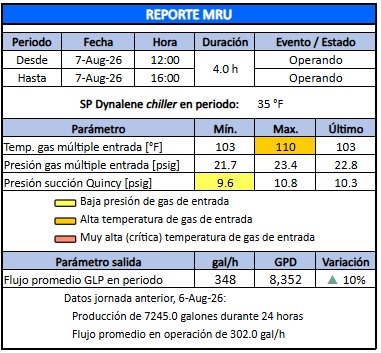 REPORTE MRU
Periodo Fecha Hora Duración Evento / Estado
Desde 7-Aug-26 12:00 4.0 h Operando
Hasta 7-Aug-26 16:00 Operando
SP Dynalene chiller en periodo: 35 °F
Parámetro Mín. Max. Último
Temp. gas múltiple entrada [°F] 103 110 103
Presión gas múltiple entrada [psig] 21.7 23.4 22.8
Presión succión Quincy [psig] 9.6 10.8 10.3
Baja presión de gas de entrada
Alta temperatura de gas de entrada
Muy alta (crítica) temperatura de gas de entrada
Parámetro salida gal/h GPD Variación
Flujo promedio GLP en periodo 348 8,352 ▲ 10%
Datos jornada anterior, 6-Aug-26:
Producción de 7245.0 galones durante 24 horas
Flujo promedio en operación de 302.0 gal/h